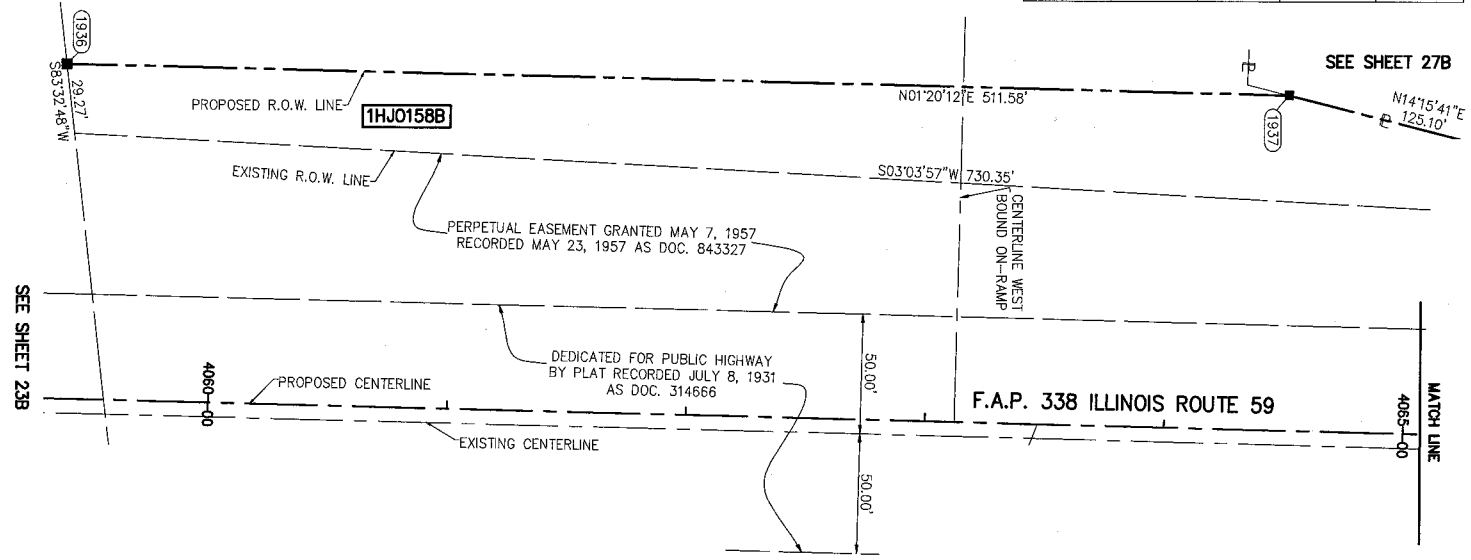 SEE SHEET 27B
1936
29.27'
S83°32'48"W
PROPOSED R.O.W. LINE
1HJ0158B
N01°20'12"E 511.58'
1937
N14°15'41"E
125.10'
EXISTING R.O.W. LINE
S03°03'57"W 730.35'
PERPETUAL EASEMENT GRANTED MAY 7, 1957
RECORDED MAY 23, 1957 AS DOC. 843327
CENTERLINE WEST
BOUND ON-RAMP
SEE SHEET 23B
DEDICATED FOR PUBLIC HIGHWAY
BY PLAT RECORDED JULY 8, 1931
AS DOC. 314666
50.00'
PROPOSED CENTERLINE
4060+00
F.A.P. 338 ILLINOIS ROUTE 59
4065+00
MATCH LINE
EXISTING CENTERLINE
50.00'